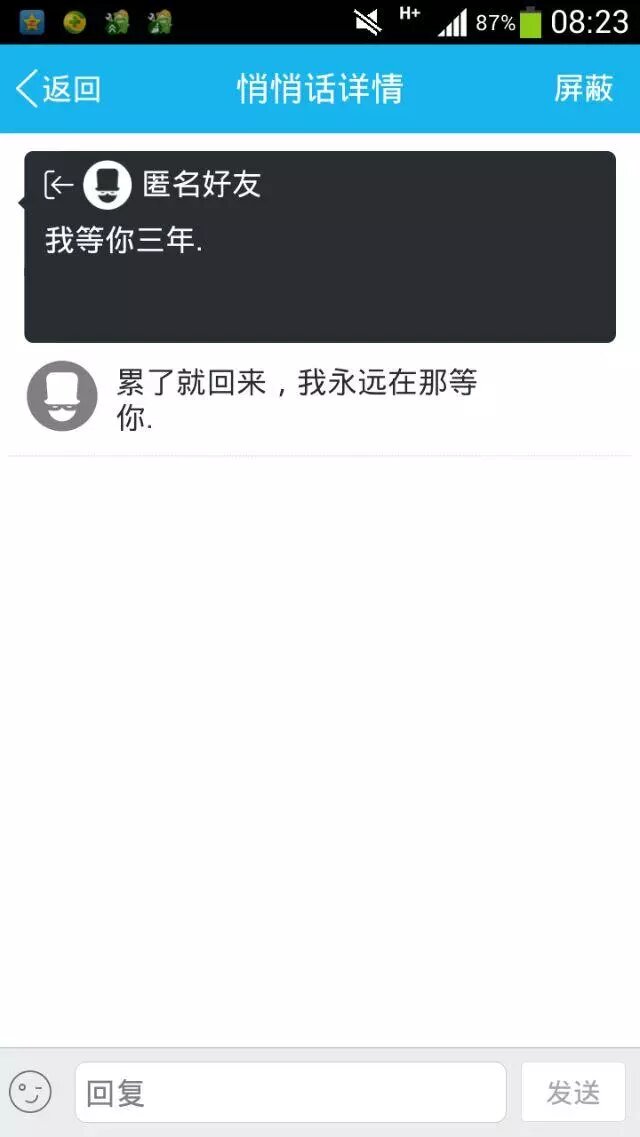 H+ 87% 08:23
返回 悄悄话详情 屏蔽
匿名好友
我等你三年.
累了就回来，我永远在那等
你.
回复 发送